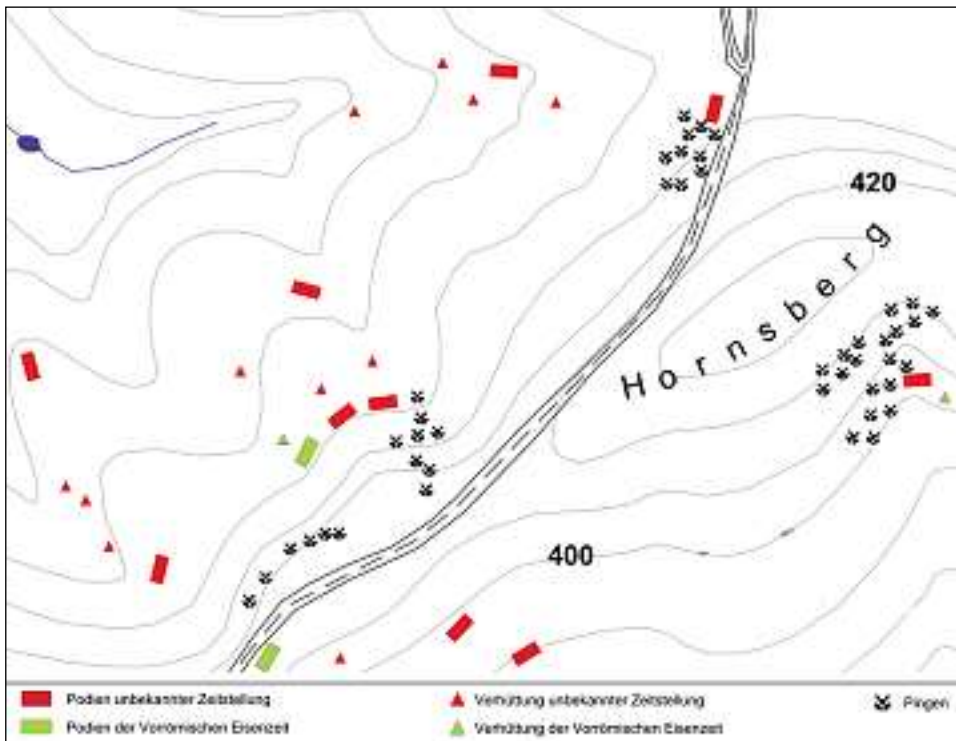 420
Hornsberg
400
Podien unbekannter Zeitstellung
Verhüttung unbekannter Zeitstellung
Pingen
Podien der Vorrömischen Eisenzeit
Verhüttung der Vorrömischen Eisenzeit